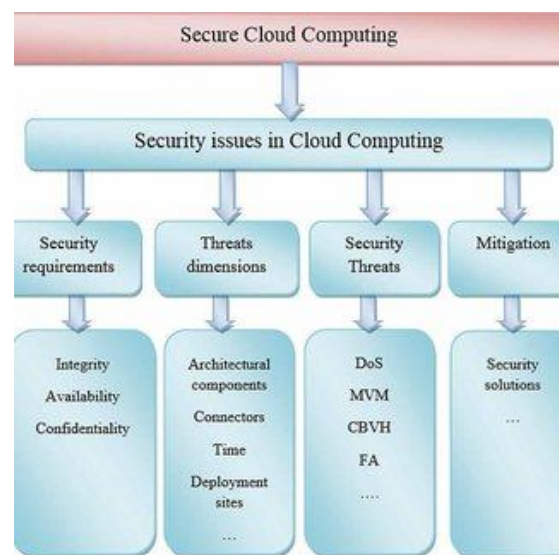 Secure Cloud Computing
Security issues in Cloud Computing
Security
requirements
Threats
dimensions
Security
Threats
Mitigation
Integrity
Availability
Confidentiality
Architectural
components
Connectors
Time
Deployment
sites
...
DoS
MVM
CBVH
FA
....
Security
solutions
...